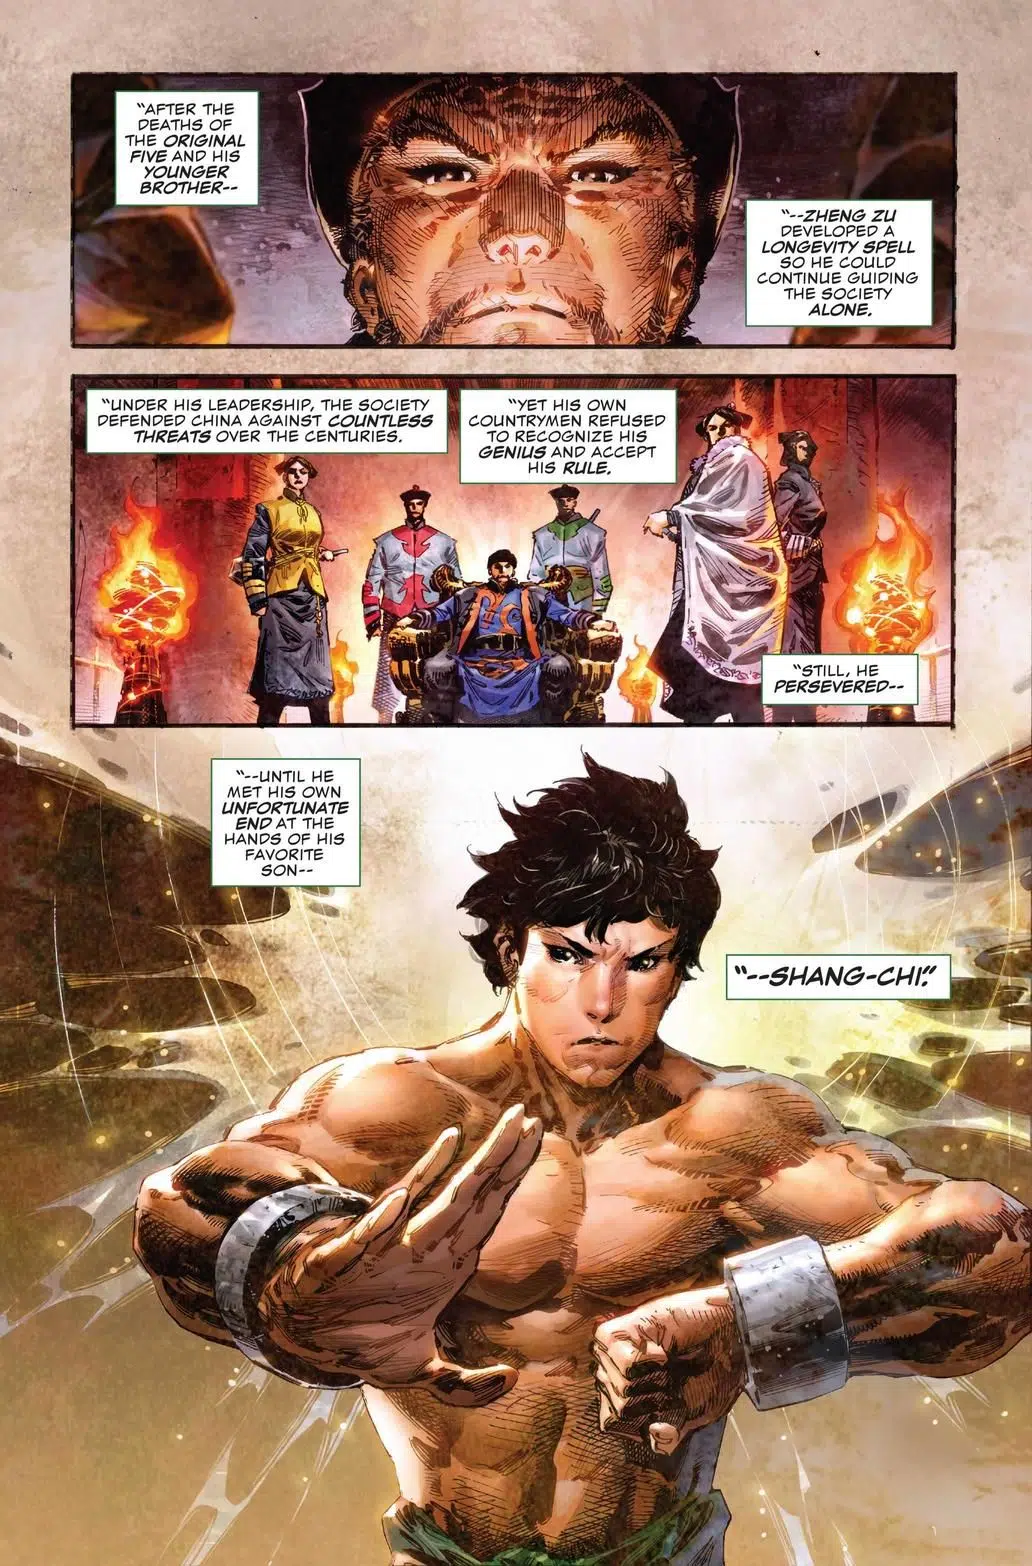 "AFTER THE
DEATHS OF
THE ORIGINAL
FIVE AND HIS
YOUNGER
BROTHER--
"--ZHENG ZU
DEVELOPED A
LONGEVITY SPELL
SO HE COULD
CONTINUE GUIDING
THE SOCIETY
ALONE.
"UNDER HIS LEADERSHIP, THE SOCIETY
DEFENDED CHINA AGAINST COUNTLESS
THREATS OVER THE CENTURIES.
"YET HIS OWN
COUNTRYMEN REFUSED
TO RECOGNIZE HIS
GENIUS AND ACCEPT
HIS RULE.
"STILL, HE
PERSEVERED--
"--UNTIL HE
MET HIS OWN
UNFORTUNATE
END AT THE
HANDS OF HIS
FAVORITE
SON--
"--SHANG-CHI."